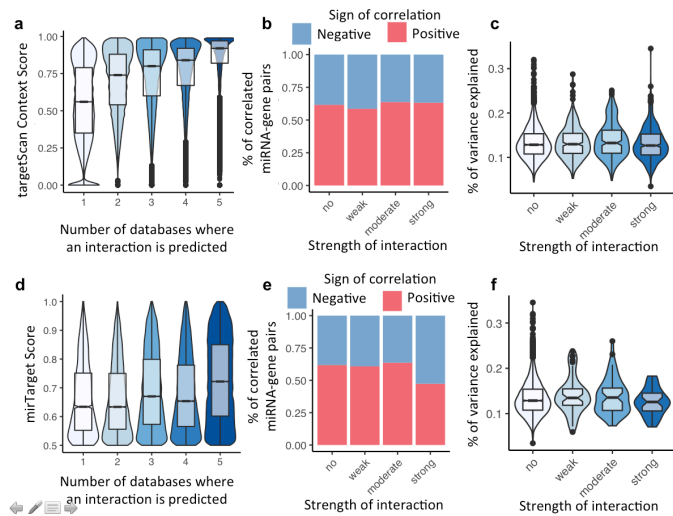 a
targetScan Context Score
1.00
0.75
0.50
0.25
0.00
1 2 3 4 5
Number of databases where
an interaction is predicted
b
Sign of correlation
Negative Positive
% of correlated
miRNA-gene pairs
1.00
0.75
0.50
0.25
0.00
no weak moderate strong
Strength of interaction
c
% of variance explained
0.3
0.2
0.1
no weak moderate strong
Strength of interaction
d
mirTarget Score
1.0
0.9
0.8
0.7
0.6
0.5
1 2 3 4 5
Number of databases where
an interaction is predicted
e
Sign of correlation
Negative Positive
% of correlated
miRNA-gene pairs
1.00
0.75
0.50
0.25
0.00
no weak moderate strong
Strength of interaction
f
% of variance explained
0.3
0.2
0.1
no weak moderate strong
Strength of interaction